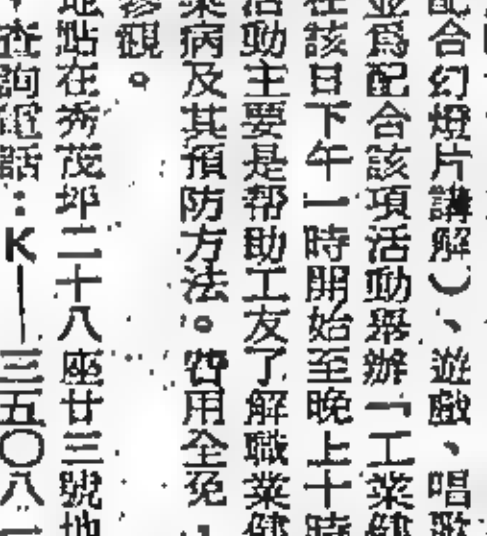 配合幻燈片講解）、遊戲、唱歌
並爲配合該項活動舉辦「工業健
在該日下午一時開始至晚上十時
活動主要是帮助工友了解職業健
業病及其預防方法。費用全免，
參觀。
地點在秀茂坪二十八座廿三號地
查詢電話：K—三五〇八一